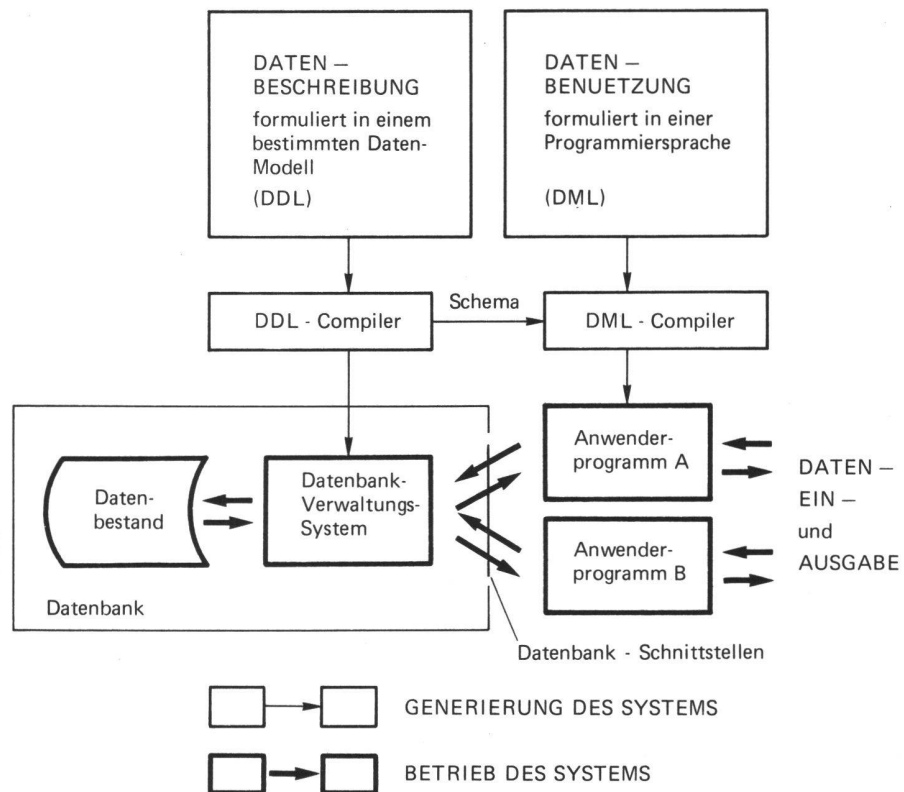 DATEN –
BESCHREIBUNG
formuliert in einem
bestimmten Daten-
Modell
(DDL)
DATEN –
BENUETZUNG
formuliert in einer
Programmiersprache
(DML)
DDL - Compiler
Schema
DML - Compiler
Daten-
bestand
Datenbank-
Verwaltungs-
System
Datenbank
Anwender-
programm A
Anwender-
programm B
DATEN –
EIN –
und
AUSGABE
Datenbank - Schnittstellen
GENERIERUNG DES SYSTEMS
BETRIEB DES SYSTEMS